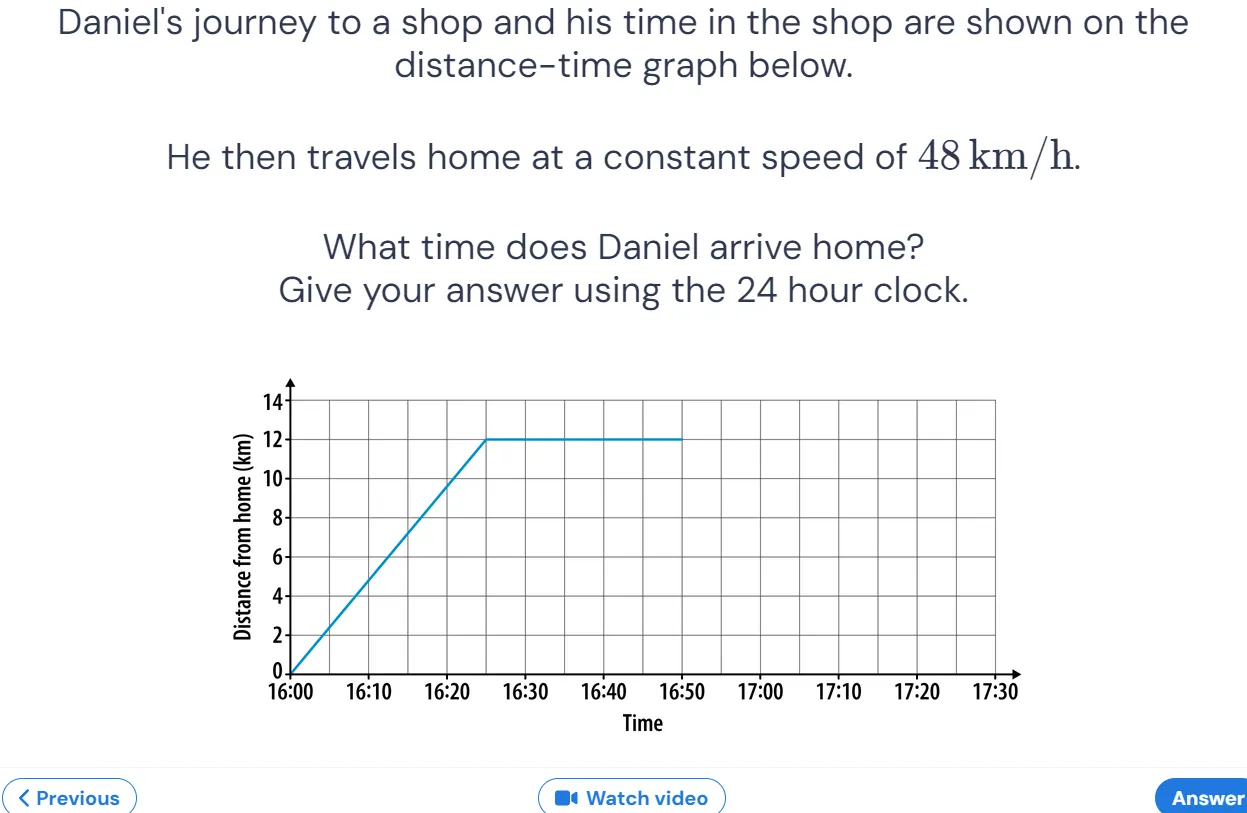 Daniel's journey to a shop and his time in the shop are shown on the
distance-time graph below.
He then travels home at a constant speed of 48 km/h.
What time does Daniel arrive home?
Give your answer using the 24 hour clock.
Distance from home (km)
14
12
10
8
6
4
2
0
16:00 16:10 16:20 16:30 16:40 16:50 17:00 17:10 17:20 17:30
Time
Previous
Watch video
Answer